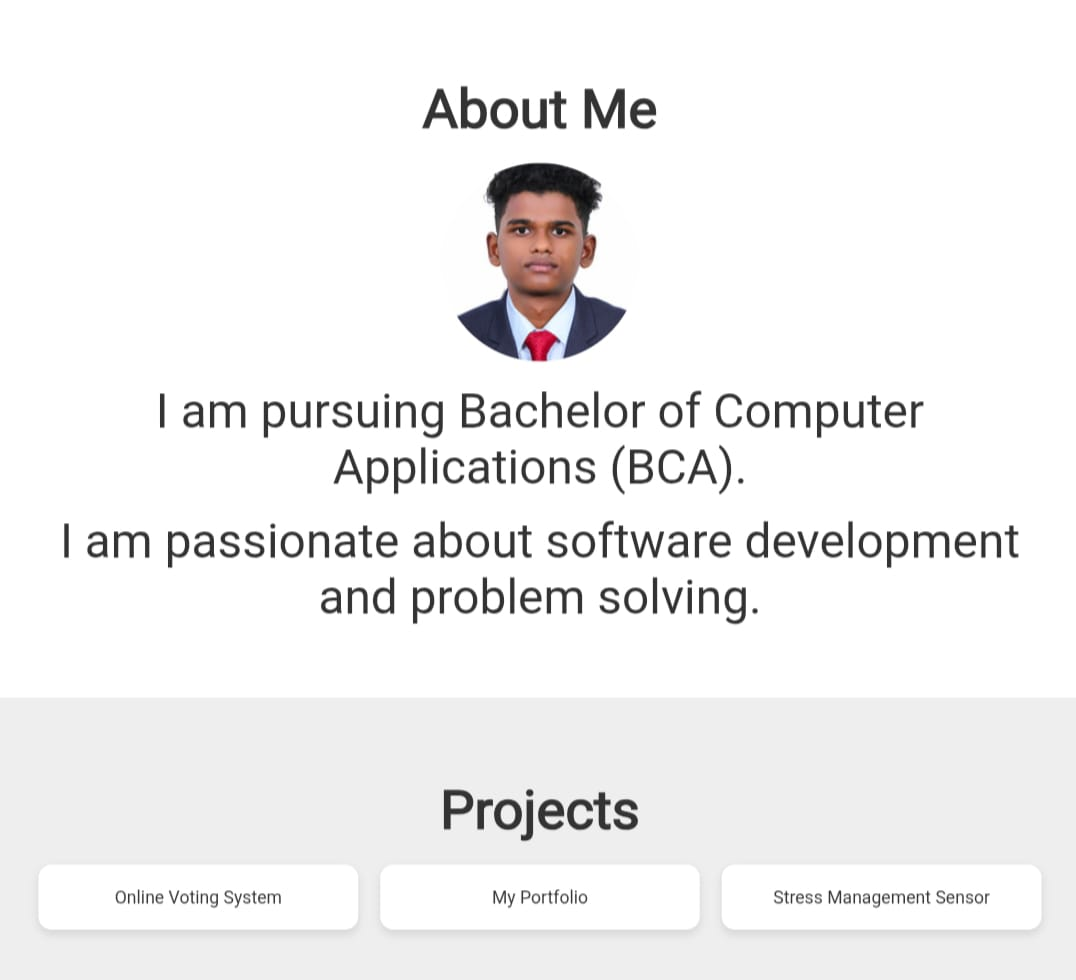 About Me
I am pursuing Bachelor of Computer
Applications (BCA).
I am passionate about software development
and problem solving.
Projects
Online Voting System
My Portfolio
Stress Management Sensor